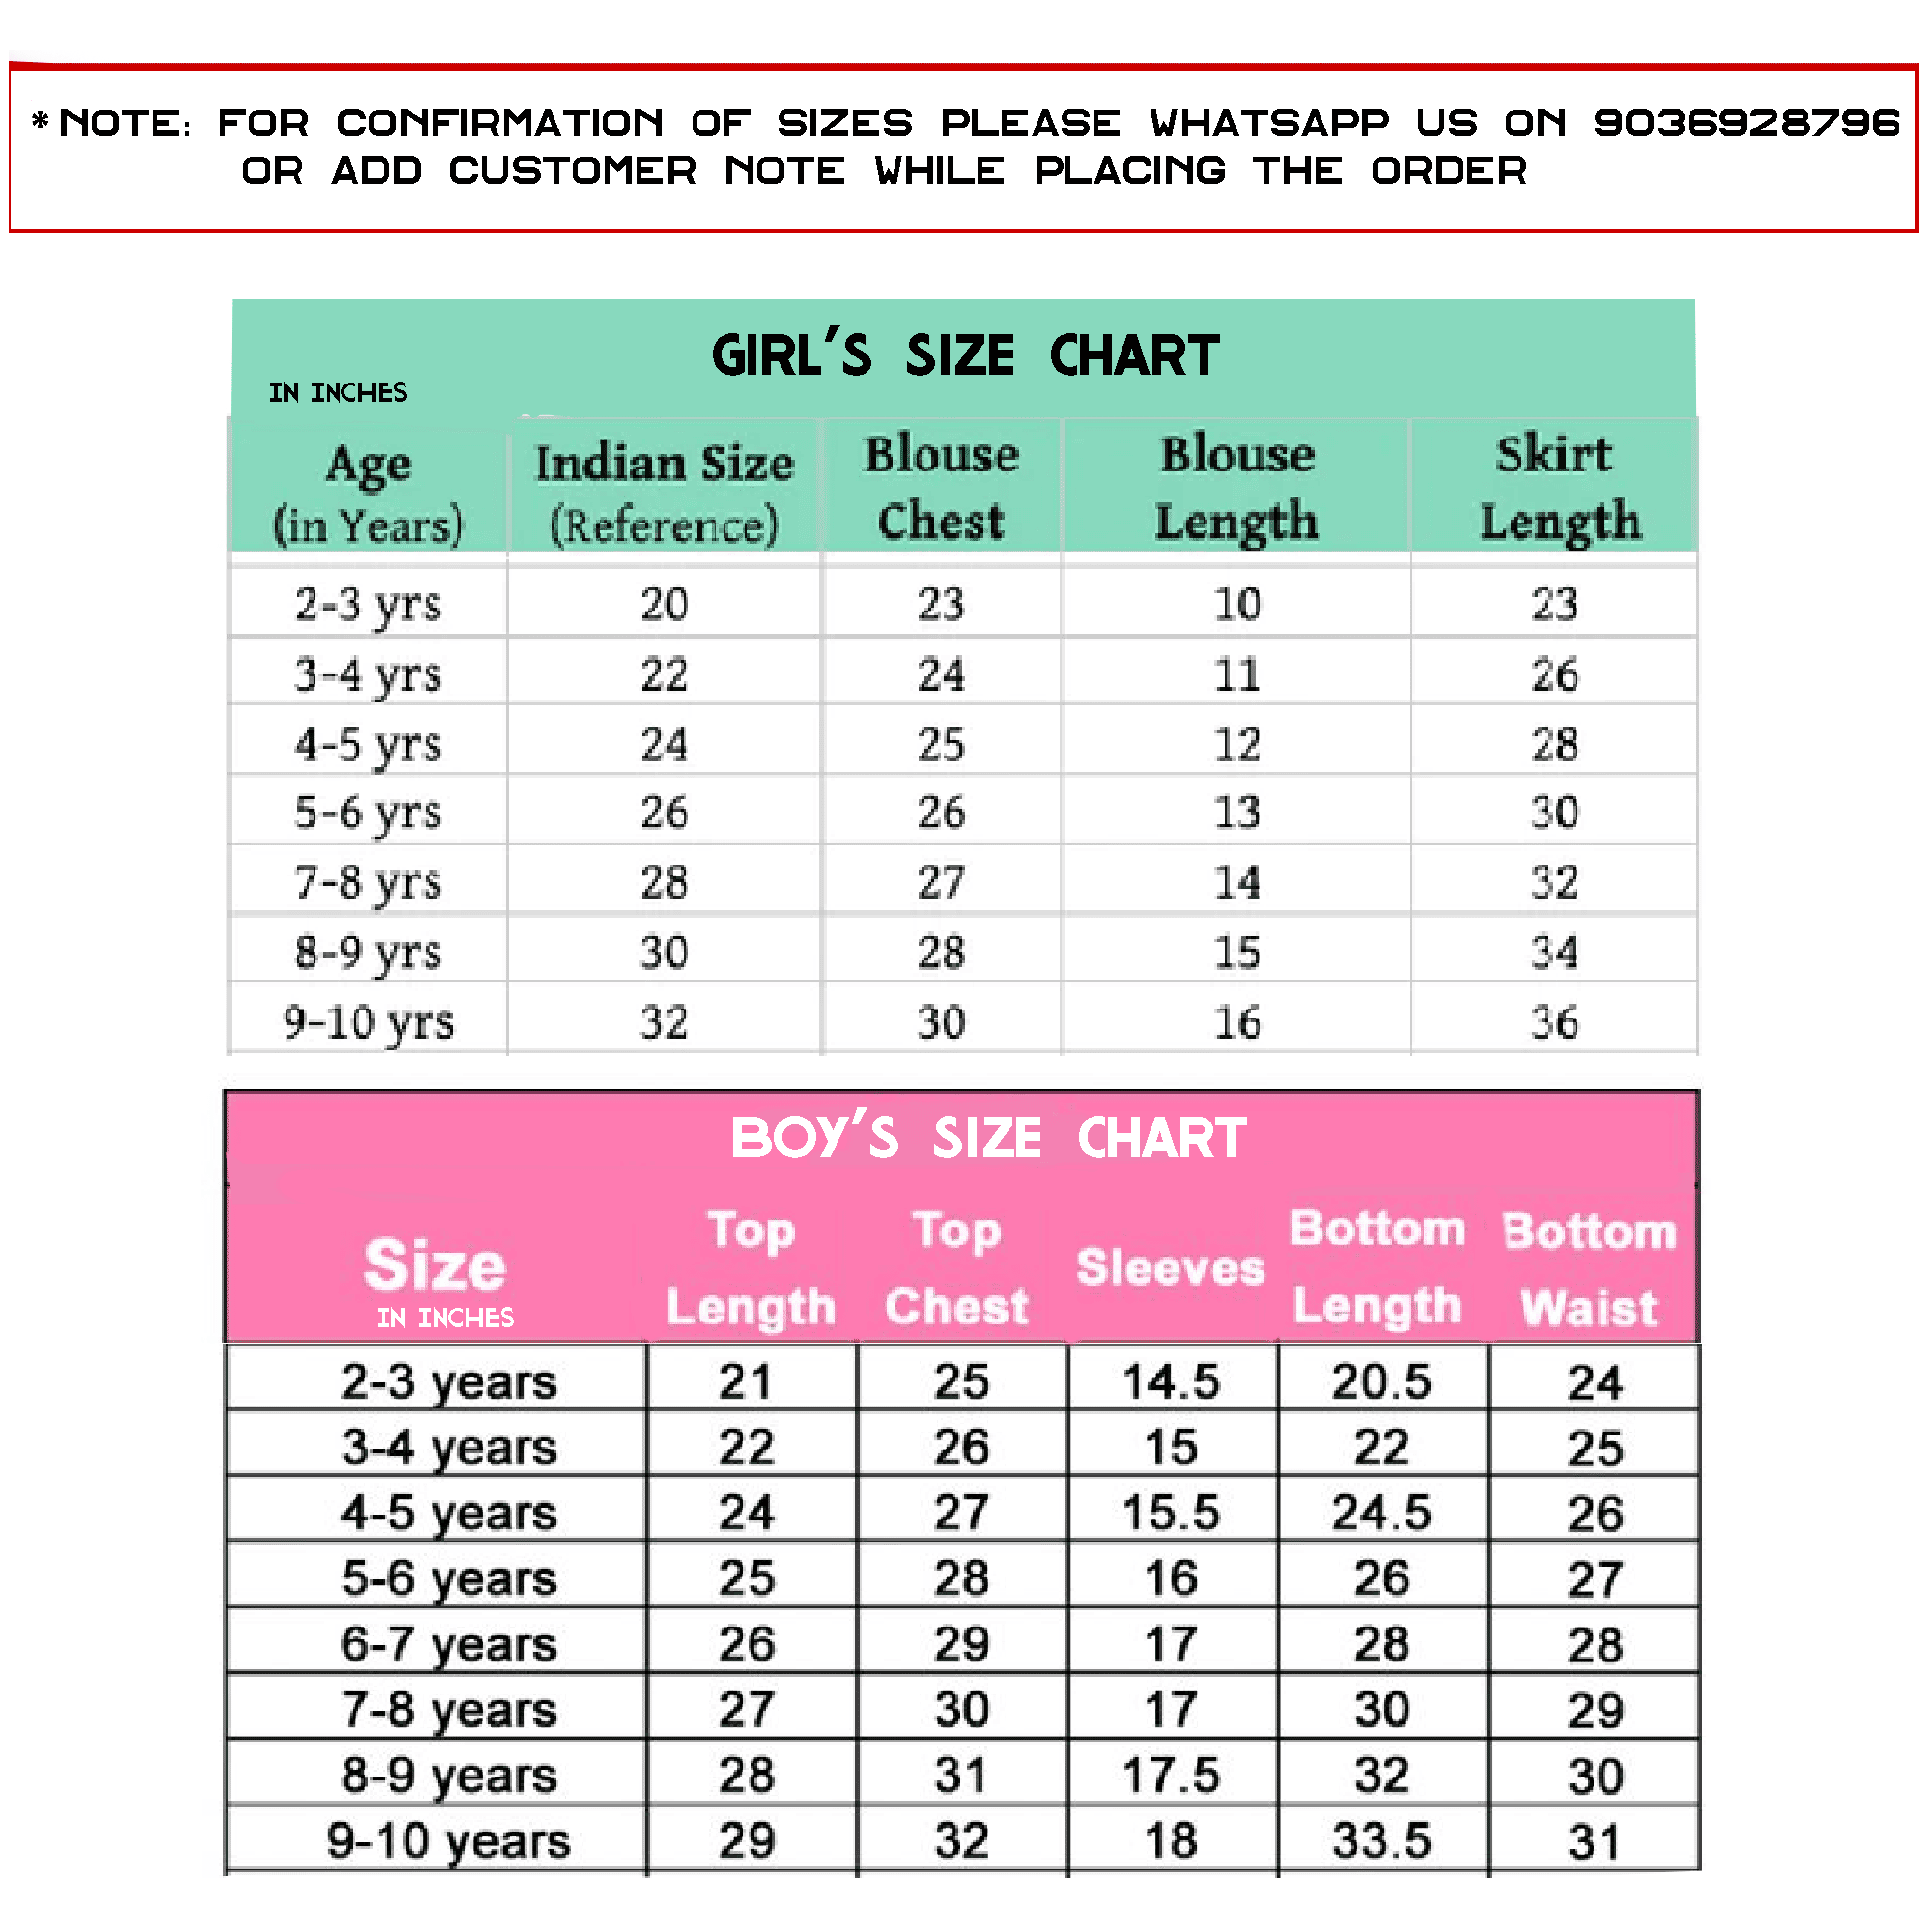 *NOTE: FOR CONFIRMATION OF SIZES PLEASE WHATSAPP US ON 9036928796
OR ADD CUSTOMER NOTE WHILE PLACING THE ORDER
GIRL'S SIZE CHART
IN INCHES
Age (in Years) Indian Size (Reference) Blouse Chest Blouse Length Skirt Length
2-3 yrs 20 23 10 23
3-4 yrs 22 24 11 26
4-5 yrs 24 25 12 28
5-6 yrs 26 26 13 30
7-8 yrs 28 27 14 32
8-9 yrs 30 28 15 34
9-10 yrs 32 30 16 36
BOY'S SIZE CHART
Size IN INCHES Top Length Top Chest Sleeves Bottom Length Bottom Waist
2-3 years 21 25 14.5 20.5 24
3-4 years 22 26 15 22 25
4-5 years 24 27 15.5 24.5 26
5-6 years 25 28 16 26 27
6-7 years 26 29 17 28 28
7-8 years 27 30 17 30 29
8-9 years 28 31 17.5 32 30
9-10 years 29 32 18 33.5 31